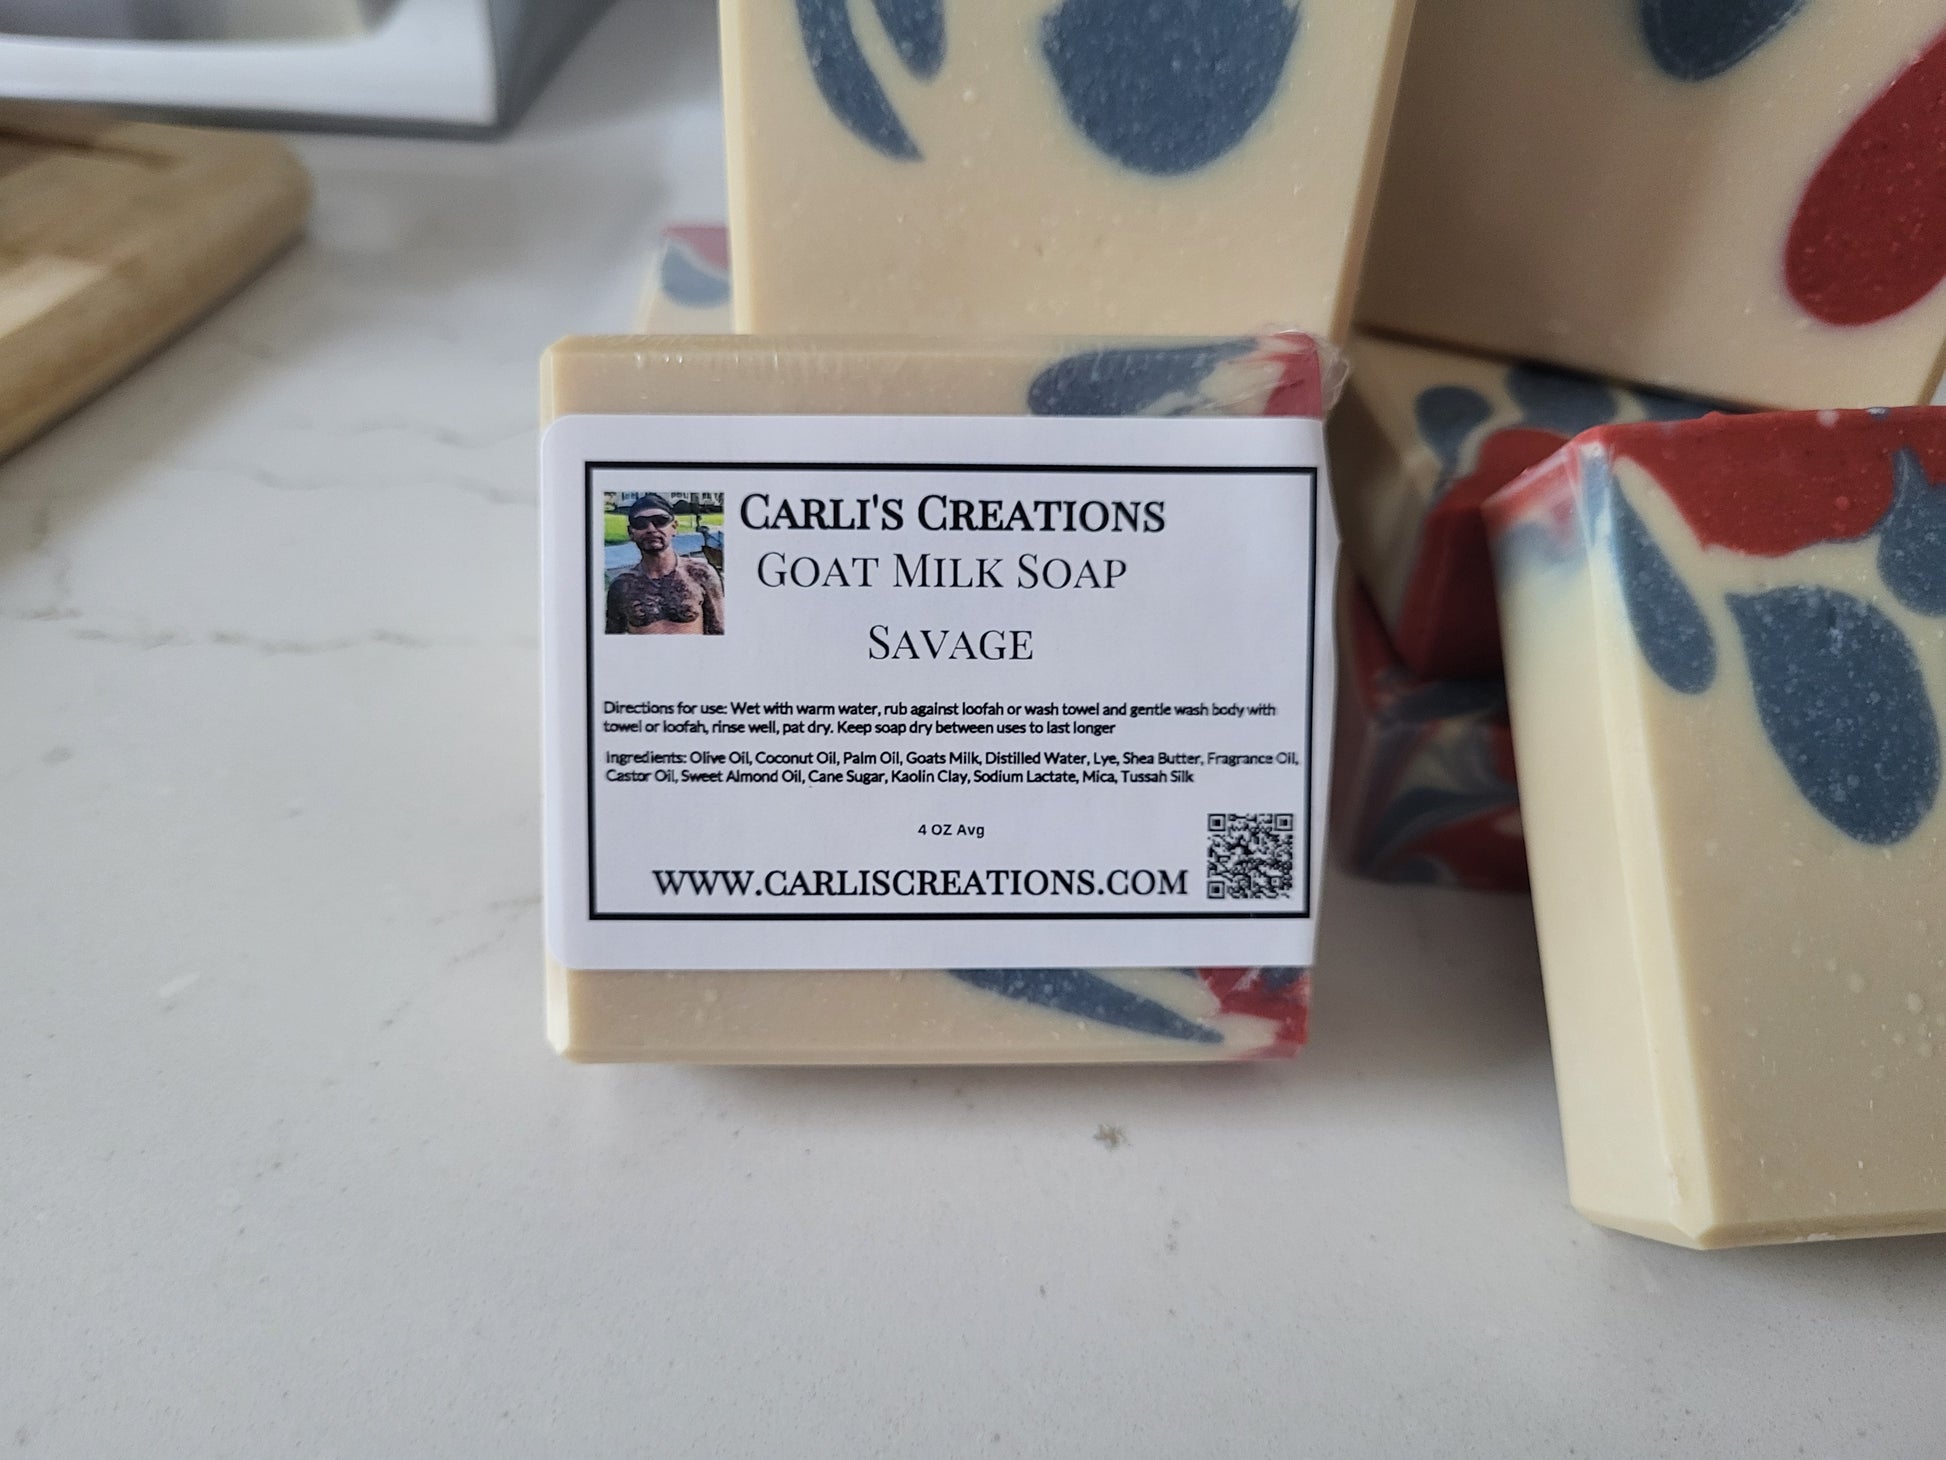 Carli's Creations
Goat Milk Soap
Savage
Directions for use: Wet with warm water, rub against loofah or wash towel and gentle wash body with
towel or loofah, rinse well, pat dry. Keep soap dry between uses to last longer
Ingredients: Olive Oil, Coconut Oil, Palm Oil, Goats Milk, Distilled Water, Lye, Shea Butter, Fragrance Oil,
Castor Oil, Sweet Almond Oil, Cane Sugar, Kaolin Clay, Sodium Lactate, Mica, Tussah Silk
4 OZ Avg
www.carliscreations.com